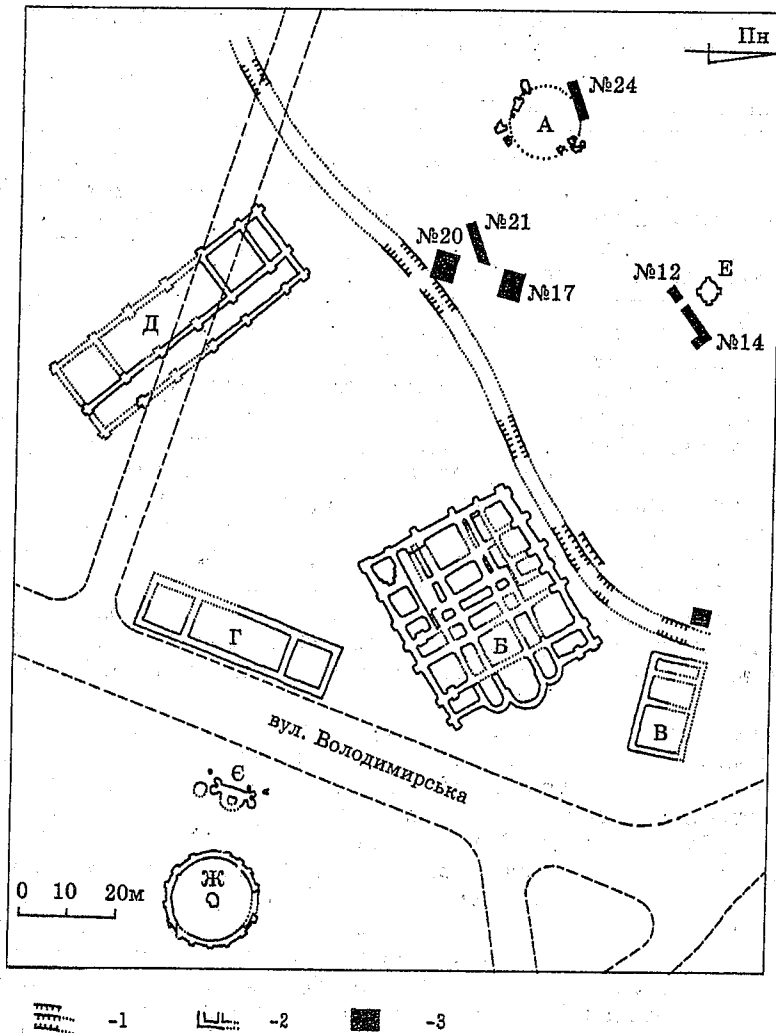 Пн
№24
А
№21
№20
№17
№12
Е
№14
Д
Б
Г
В
вул. Володимирська
Є
Ж
0 10 20м
-1 -2 -3